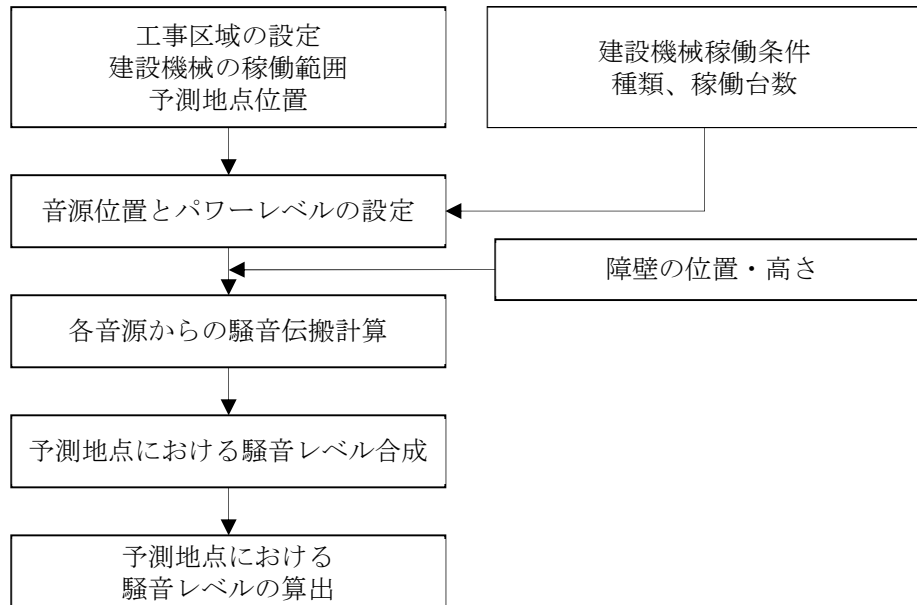 工事区域の設定
建設機械の稼働範囲
予測地点位置
建設機械稼働条件
種類、稼働台数
音源位置とパワーレベルの設定
障壁の位置・高さ
各音源からの騒音伝搬計算
予測地点における騒音レベル合成
予測地点における
騒音レベルの算出